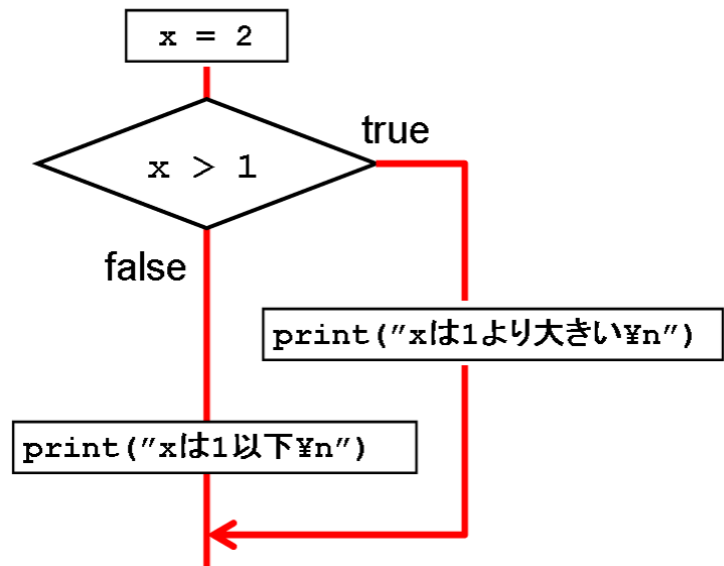 x = 2
x > 1
true
false
print("xは1より大きい¥n")
print("xは1以下¥n")